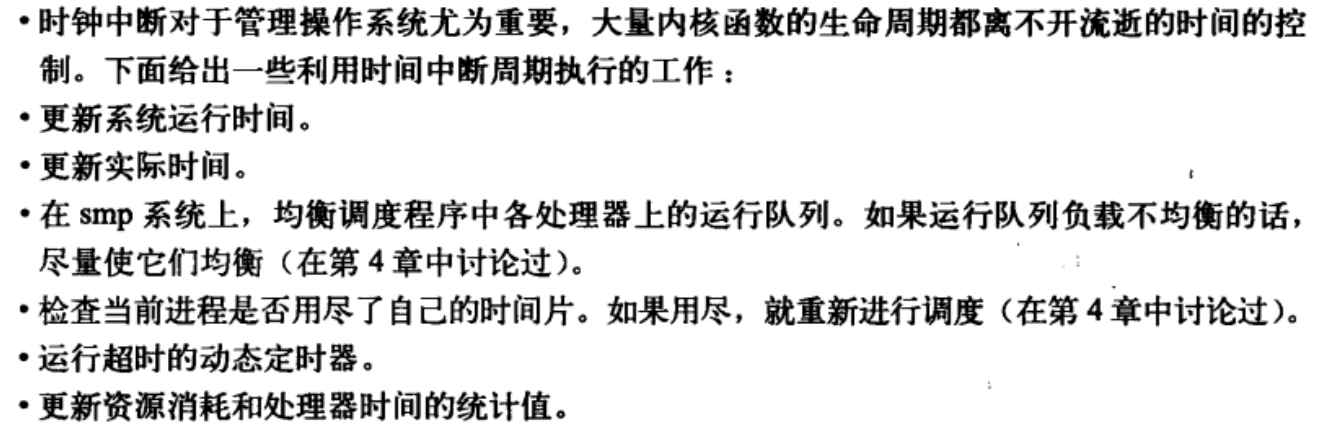 • 时钟中断对于管理操作系统尤为重要，大量内核函数的生命周期都离不开流逝的时间的控
制。下面给出一些利用时间中断周期执行的工作：
• 更新系统运行时间。
• 更新实际时间。
• 在 smp 系统上，均衡调度程序中各处理器上的运行队列。如果运行队列负载不均衡的话，
尽量使它们均衡（在第 4 章中讨论过）。
• 检查当前进程是否用尽了自己的时间片。如果用尽，就重新进行调度（在第 4 章中讨论过）。
• 运行超时的动态定时器。
• 更新资源消耗和处理器时间的统计值。